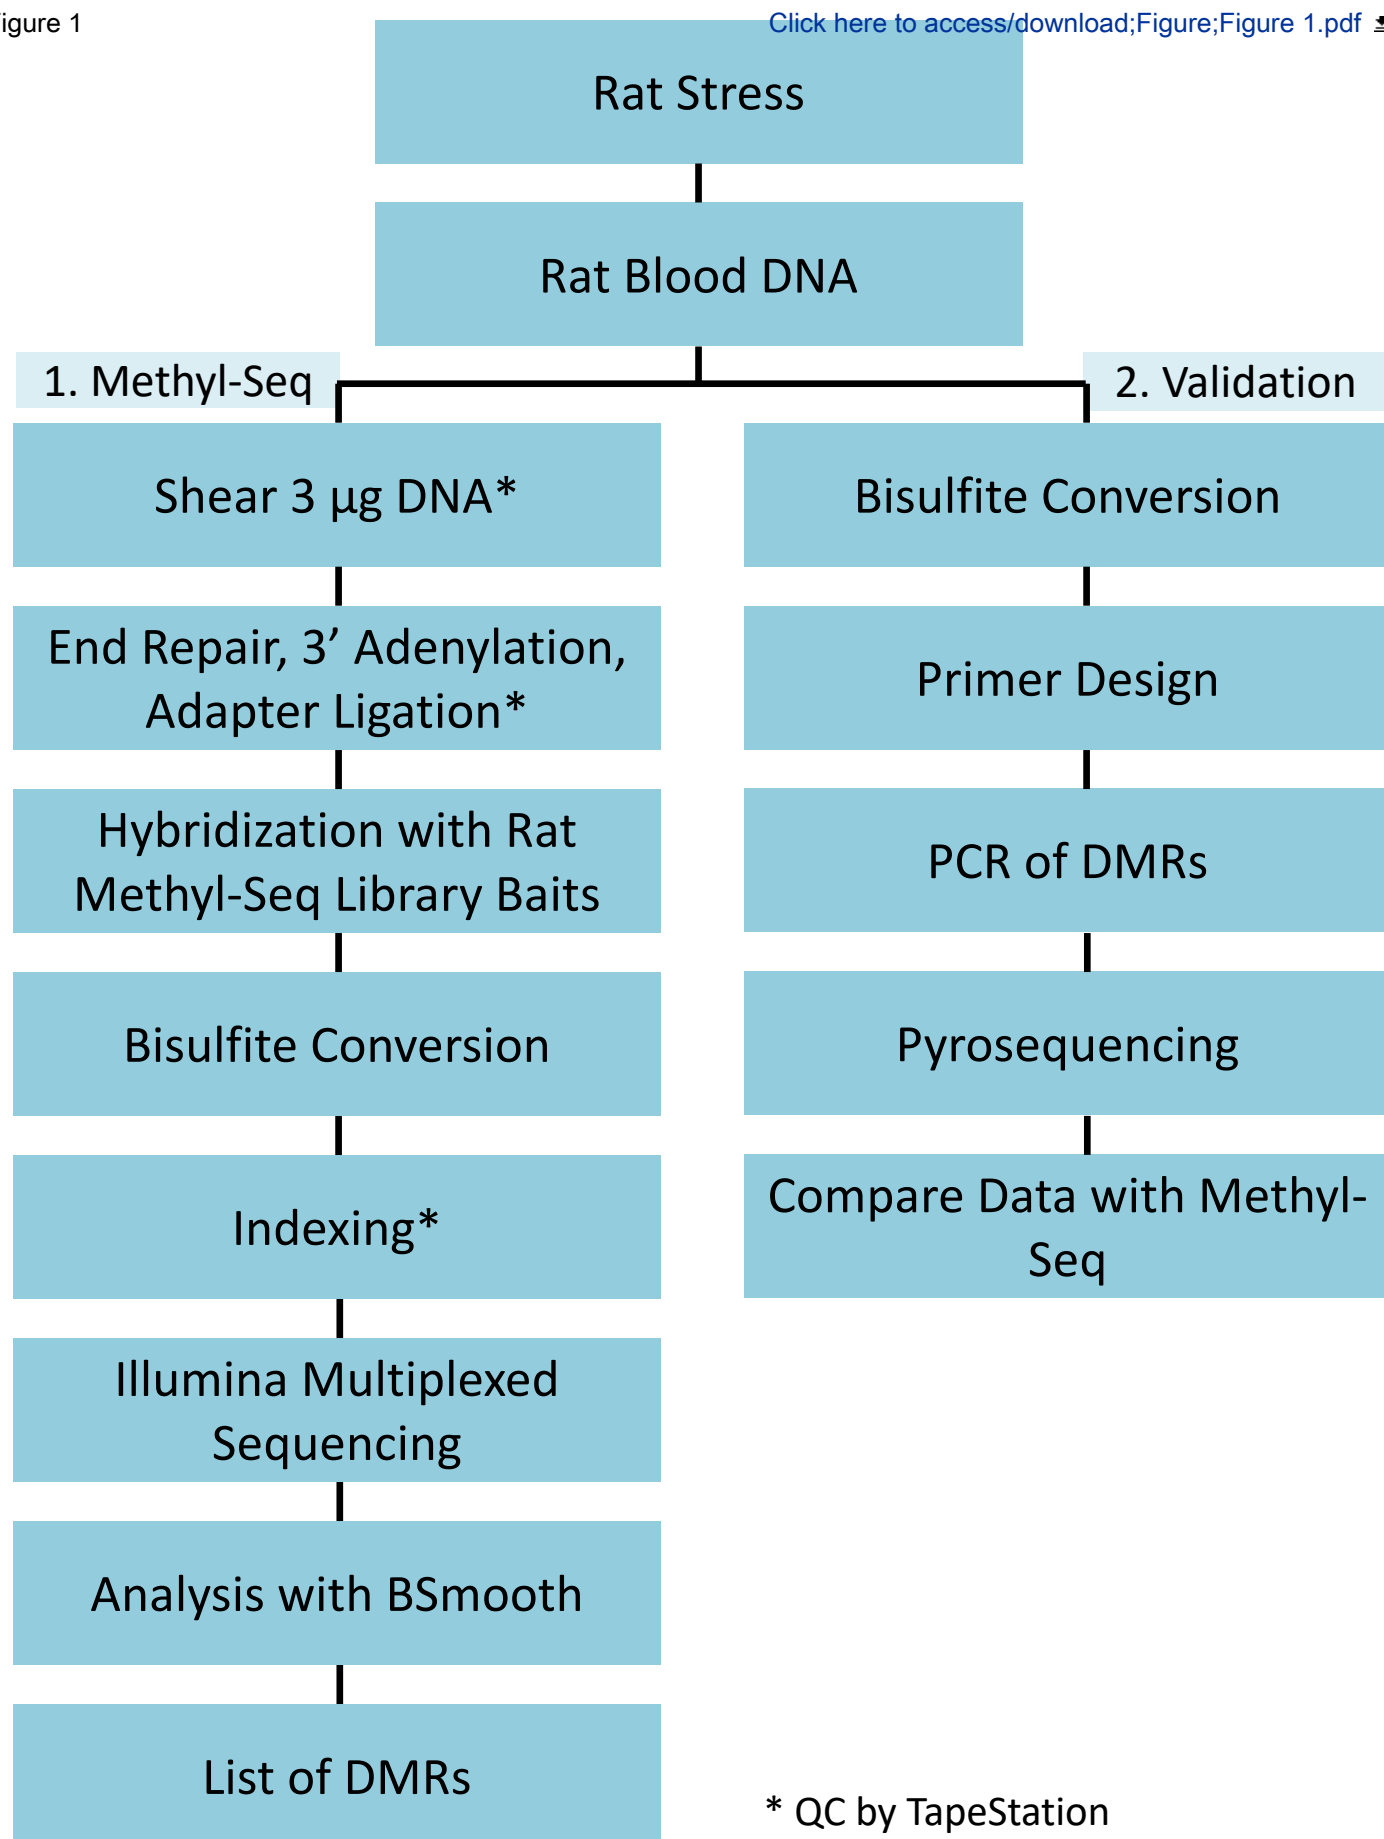 igure 1
Click here to access/download;Figure;Figure 1.pdf
Rat Stress
Rat Blood DNA
1. Methyl-Seq
Shear 3 µg DNA*
End Repair, 3’ Adenylation,
Adapter Ligation*
Hybridization with Rat
Methyl-Seq Library Baits
Bisulfite Conversion
Indexing*
Illumina Multiplexed
Sequencing
Analysis with BSmooth
List of DMRs
2. Validation
Bisulfite Conversion
Primer Design
PCR of DMRs
Pyrosequencing
Compare Data with Methyl-
Seq
* QC by TapeStation